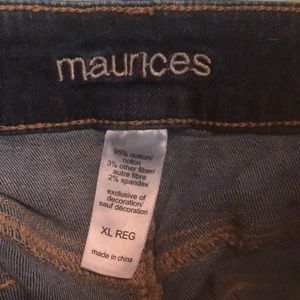 maurices
95% cotton/
coton
3% other fiber/
autre fibre
2% spandex
exclusive of
decoration/
sauf décoration
XL REG
made in china